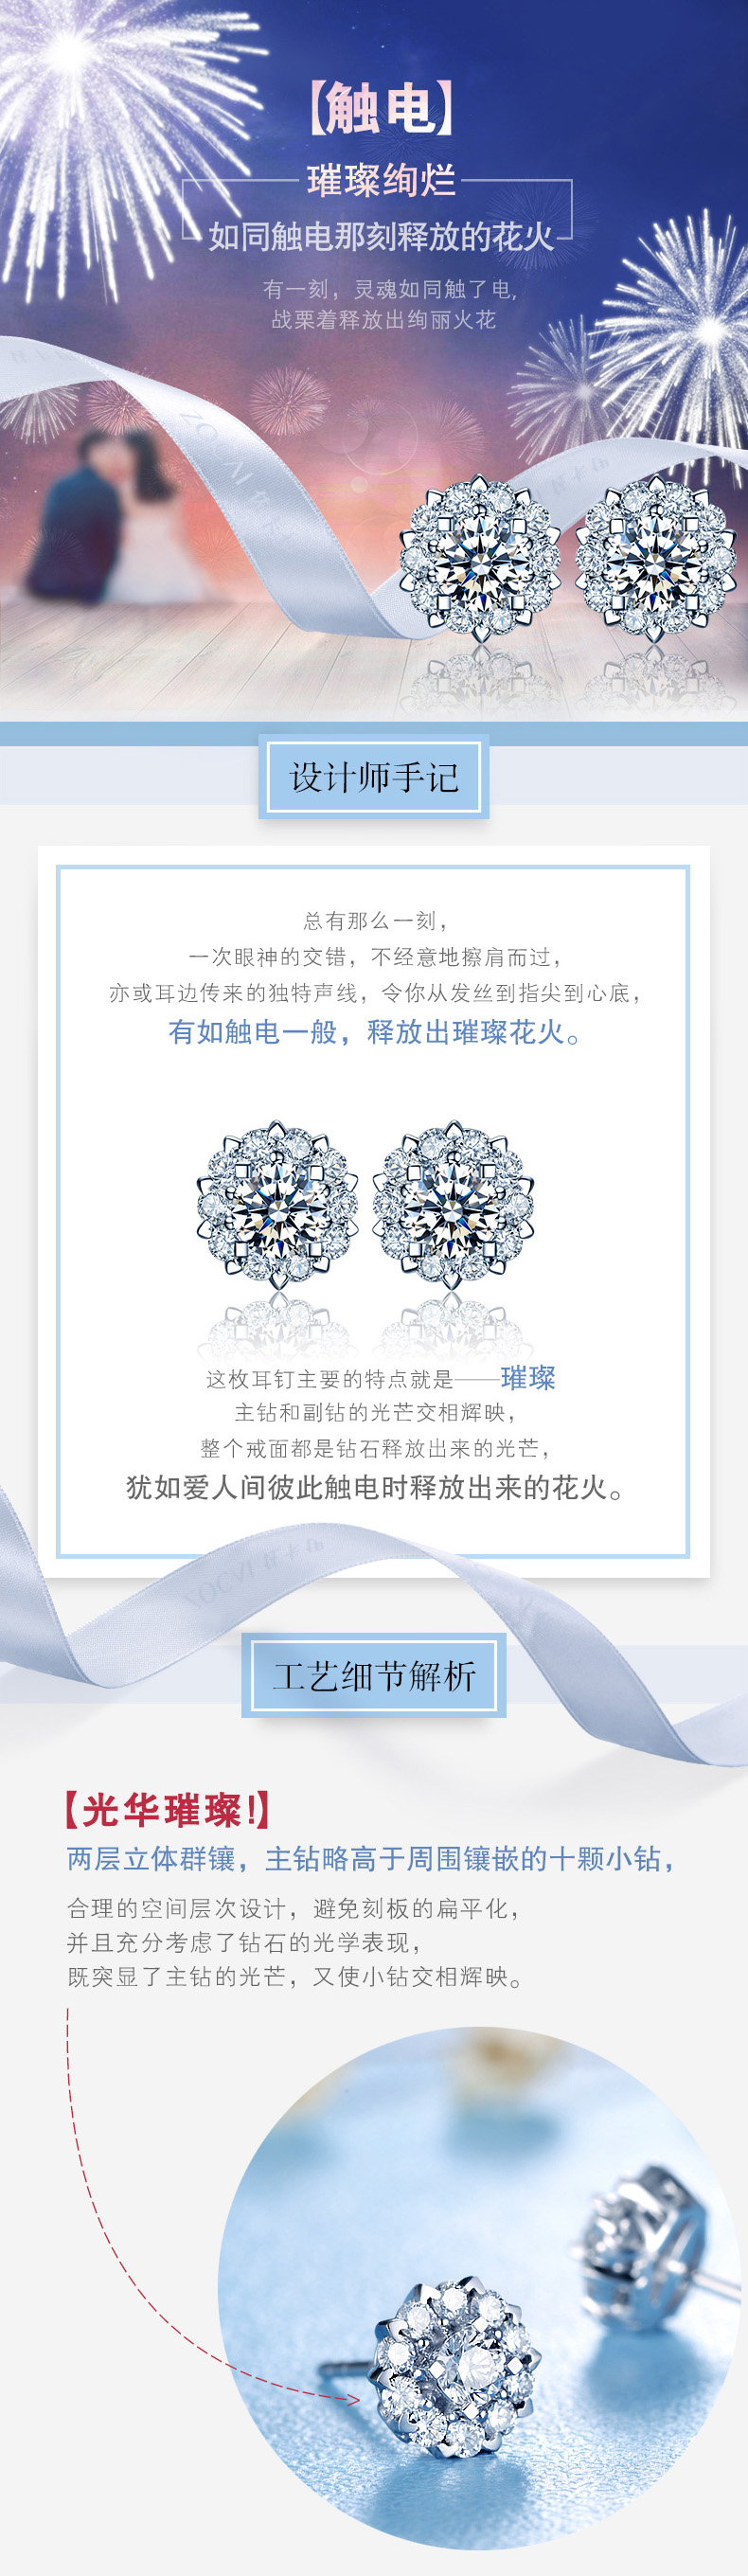 【触电】
璀璨绚烂
如同触电那刻释放的花火
有一刻，灵魂如同触了电,
战栗着释放出绚丽火花
ZOCAI
设计师手记
总有那么一刻，
一次眼神的交错，不经意地擦肩而过，
亦或耳边传来的独特声线，令你从发丝到指尖到心底，
有如触电一般，释放出璀璨花火。
这枚耳钉主要的特点就是——璀璨
主钻和副钻的光芒交相辉映，
整个戒面都是钻石释放出来的光芒，
犹如爱人间彼此触电时释放出来的花火。
ZOCAI
工艺细节解析
【光华璀璨!】
两层立体群镶，主钻略高于周围镶嵌的十颗小钻，
合理的空间层次设计，避免刻板的扁平化，
并且充分考虑了钻石的光学表现，
既突显了主钻的光芒，又使小钻交相辉映。